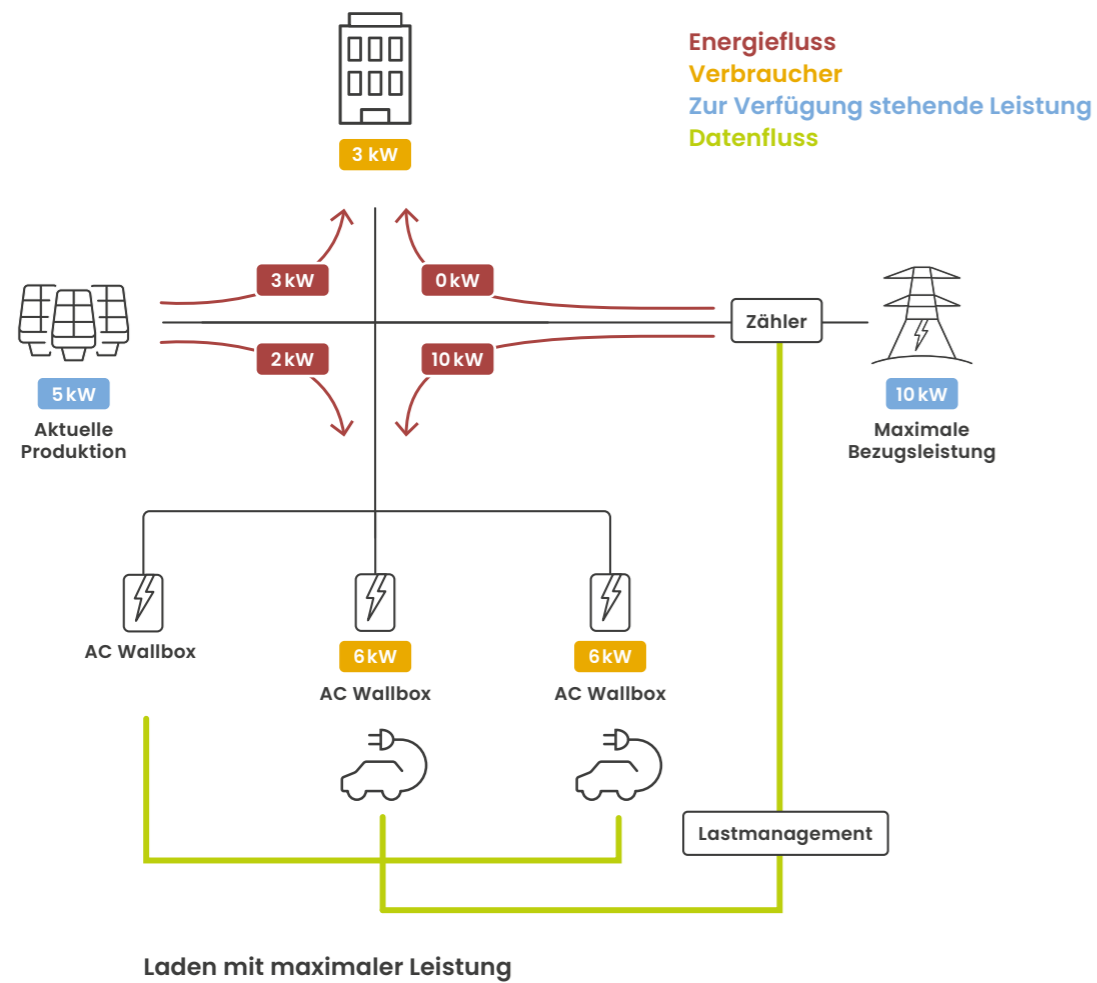 Energiefluss
Verbraucher
Zur Verfügung stehende Leistung
Datenfluss
3 kW
3 kW
0 kW
Zähler
2 kW
10 kW
5 kW
Aktuelle
Produktion
10 kW
Maximale
Bezugsleistung
AC Wallbox
6 kW
AC Wallbox
6 kW
AC Wallbox
Lastmanagement
Laden mit maximaler Leistung